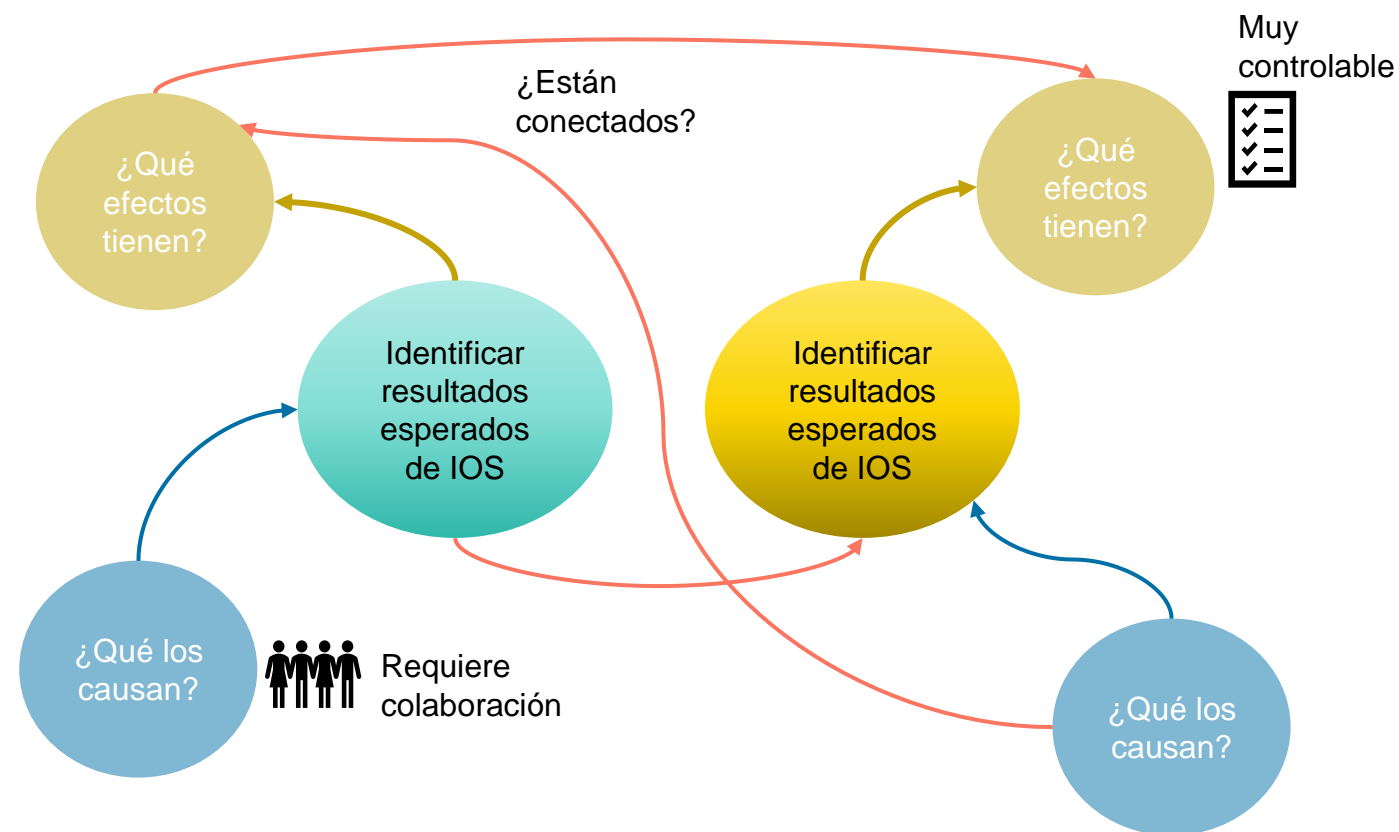 Muy
controlable
¿Están
conectados?
¿Qué
efectos
tienen?
¿Qué
efectos
tienen?
Identificar
resultados
esperados
de IOS
Identificar
resultados
esperados
de IOS
¿Qué los
causan?
Requiere
colaboración
¿Qué los
causan?